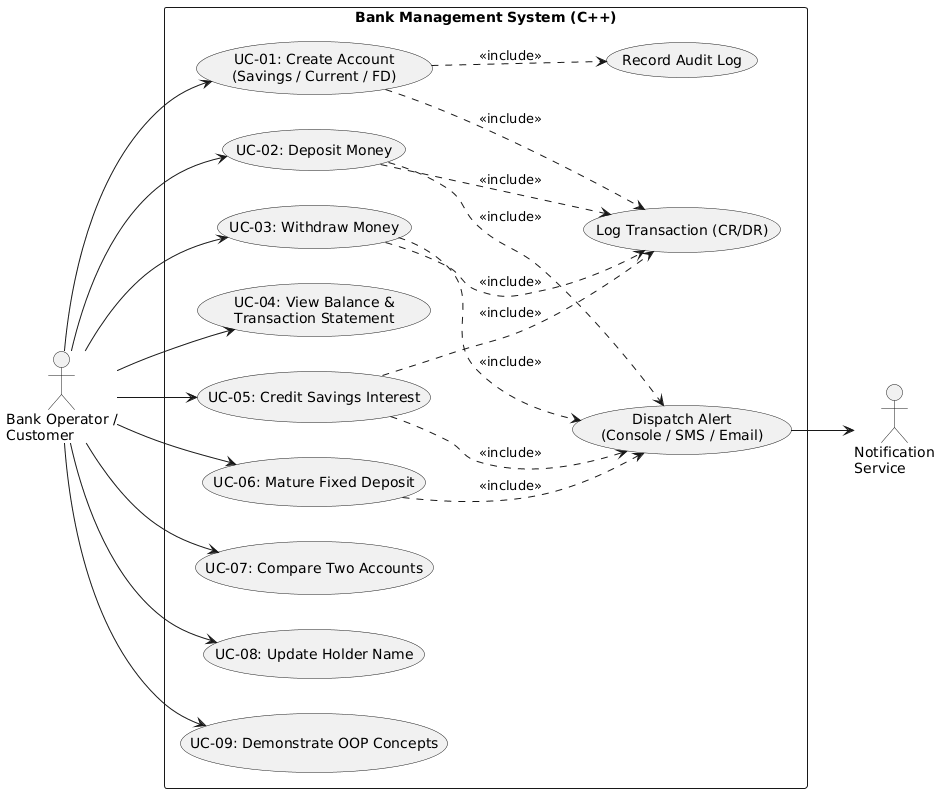 Bank Management System (C++)
UC-01: Create Account
(Savings / Current / FD)
«include»
Record Audit Log
«include»
UC-02: Deposit Money
«include»
«include»
UC-03: Withdraw Money
Log Transaction (CR/DR)
«include»
UC-04: View Balance &
Transaction Statement
«include»
«include»
UC-05: Credit Savings Interest
Bank Operator /
Customer
Dispatch Alert
(Console / SMS / Email)
Notification
Service
«include»
UC-06: Mature Fixed Deposit
«include»
UC-07: Compare Two Accounts
UC-08: Update Holder Name
UC-09: Demonstrate OOP Concepts